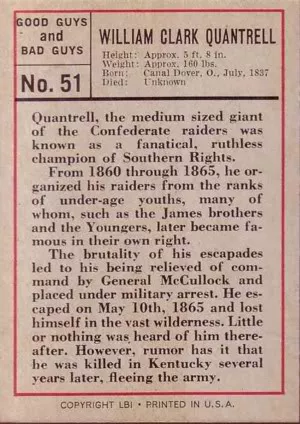 GOOD GUYS
and
BAD GUYS
No. 51
WILLIAM CLARK QUANTRELL
Height: Approx. 5 ft, 8 in.
Weight: Approx. 160 lbs.
Born: Canal Dover, O., July, 1837
Died: Unknown
Quantrell, the medium sized giant
of the Confederate raiders was
known as a fanatical, ruthless
champion of Southern Rights.
From 1860 through 1865, he or-
ganized his raiders from the ranks
of under-age youths, many of
whom, such as the James brothers
and the Youngers, later became fa-
mous in their own right.
The brutality of his escapades
led to his being relieved of com-
mand by General McCullock and
placed under military arrest. He es-
caped on May 10th, 1865 and lost
himself in the vast wilderness. Little
or nothing was heard of him there-
after. However, rumor has it that
he was killed in Kentucky several
years later, fleeing the army.
COPYRIGHT LBI • PRINTED IN U.S.A.